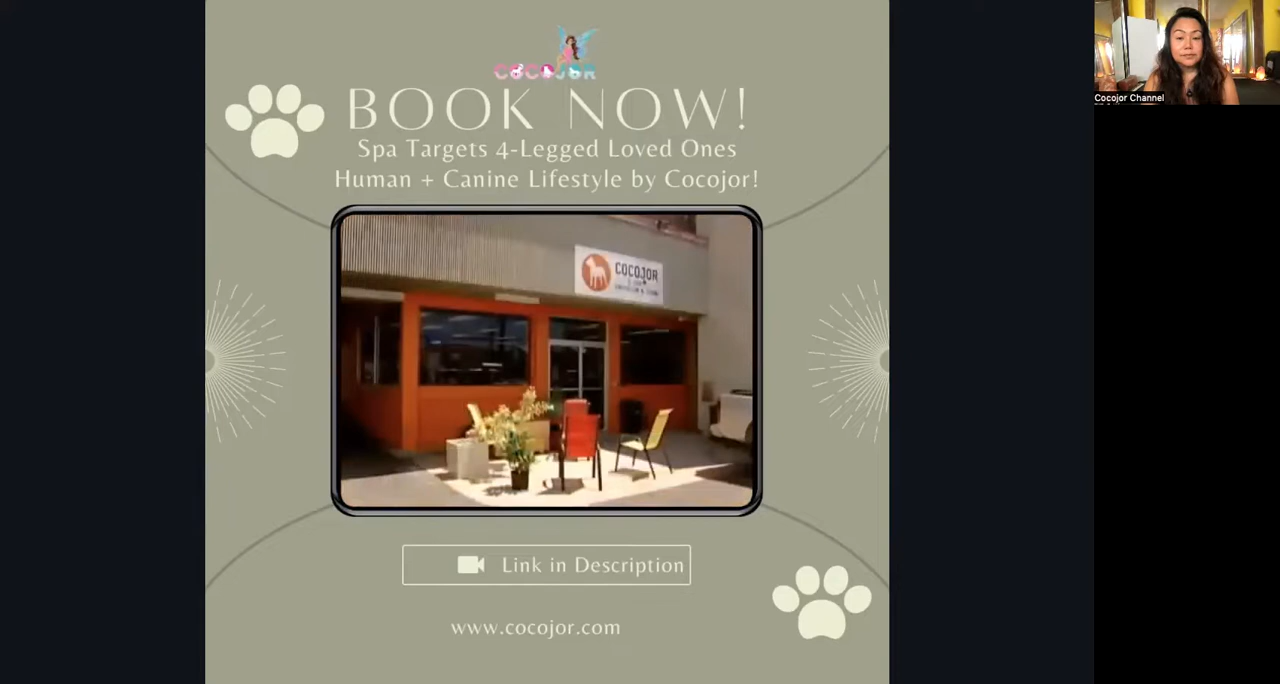 COCOJOR
BOOK NOW!
Spa Targets 4-Legged Loved Ones
Human + Canine Lifestyle by Cocojor!
COCOJOR
Link in Description
www.cocojor.com
Cocojor Channel